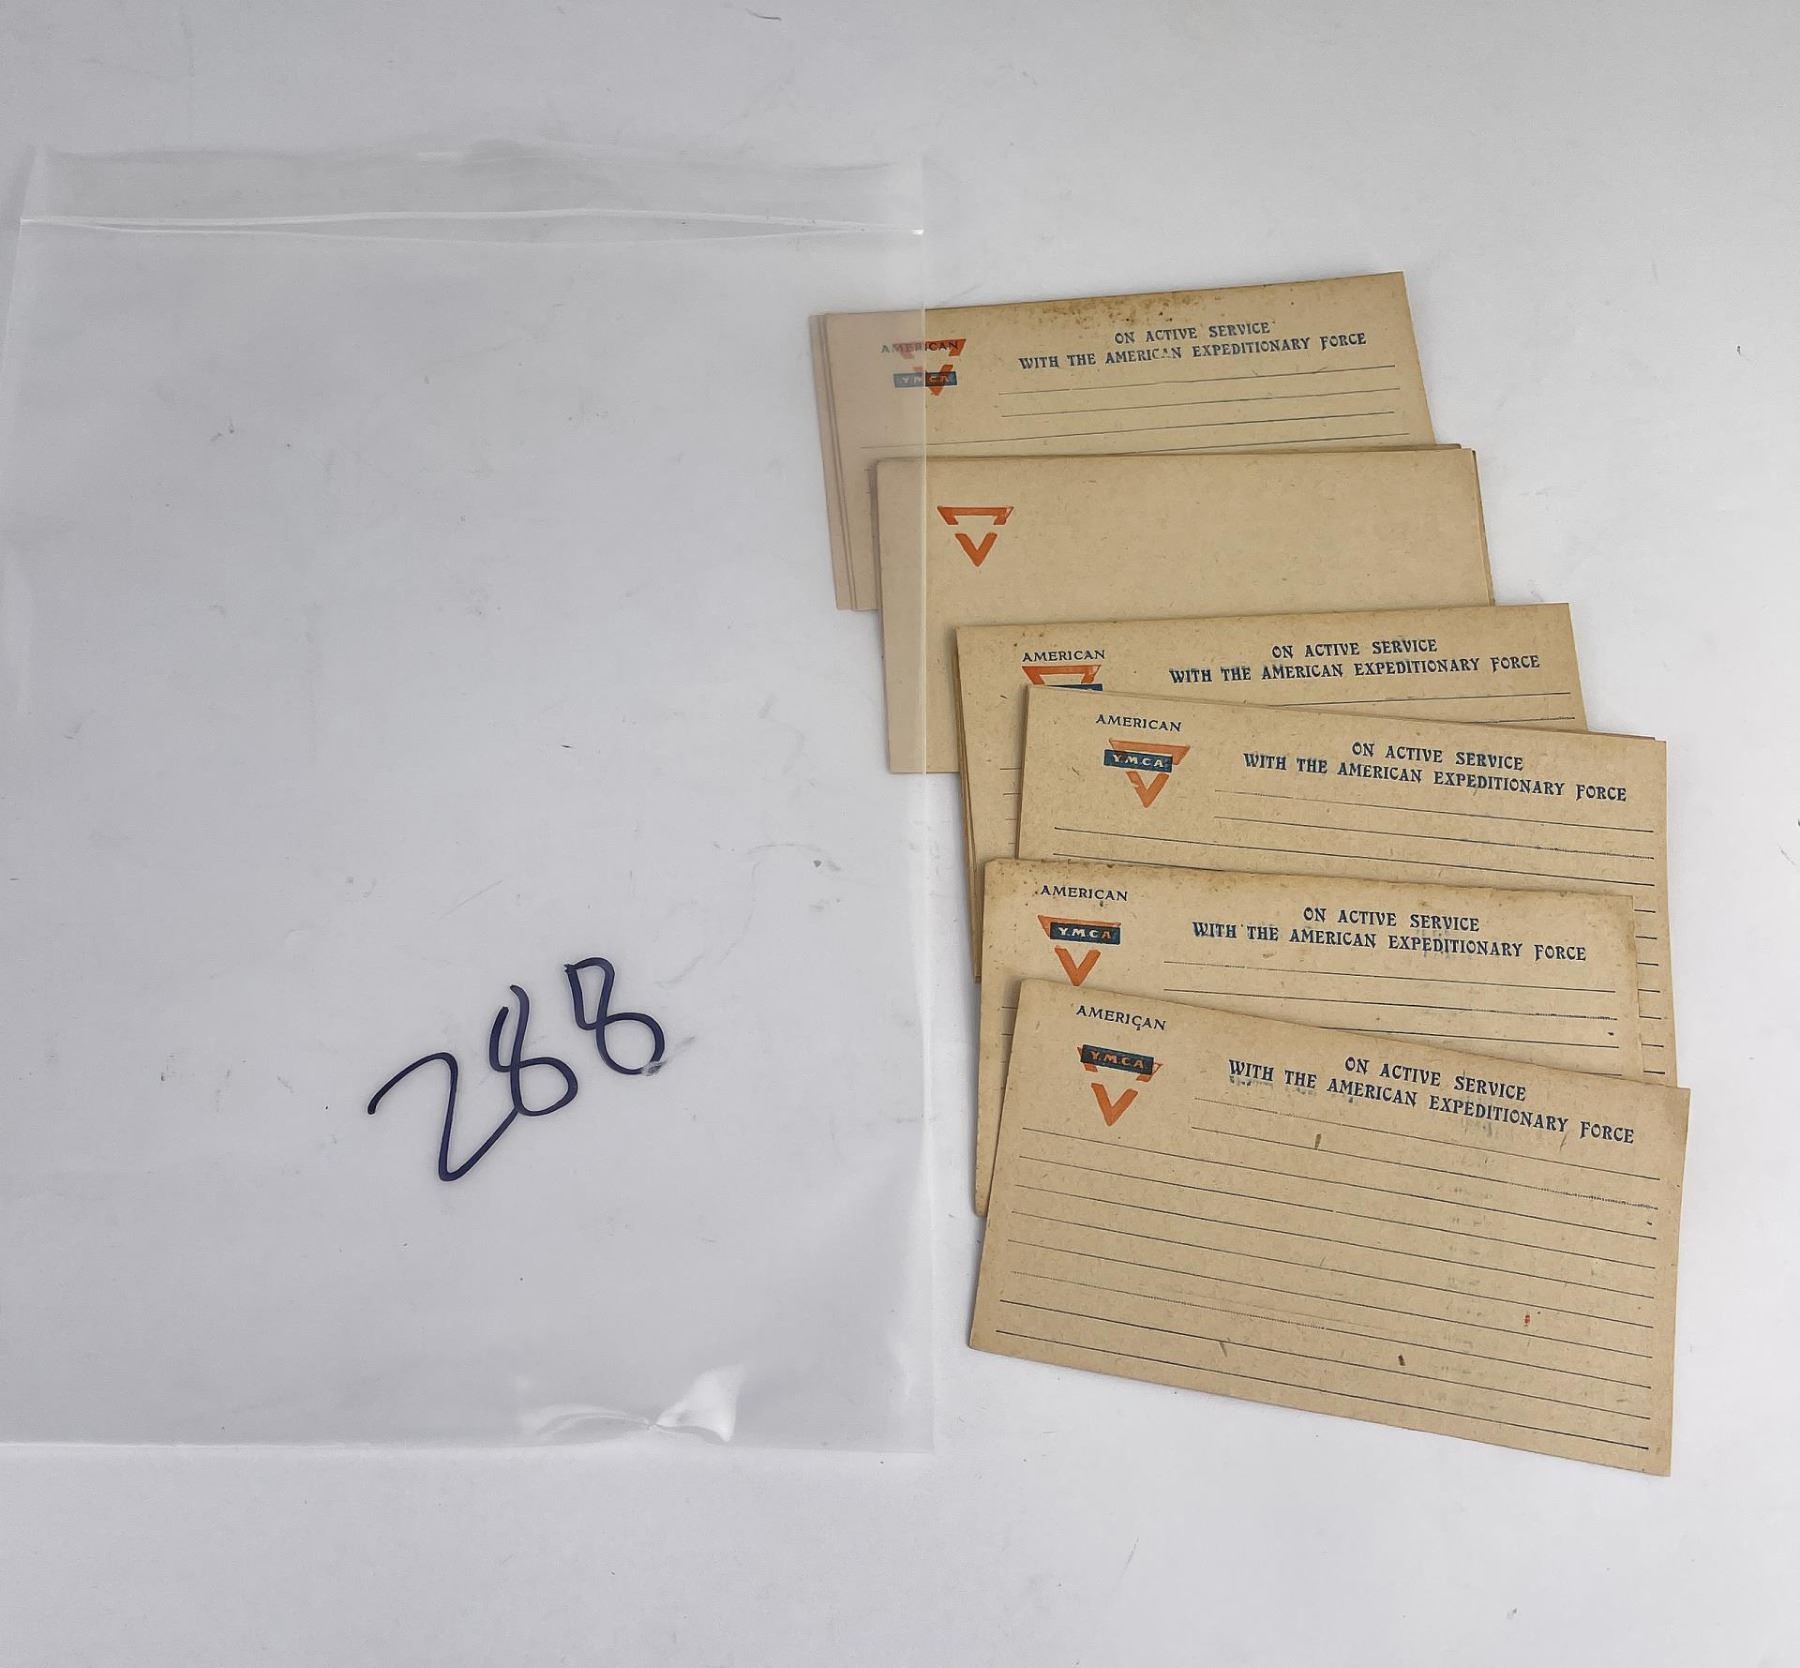 AMERICAN
YMCA
ON ACTIVE SERVICE
WITH THE AMERICAN EXPEDITIONARY FORCE
AMERICAN
ON ACTIVE SERVICE
WITH THE AMERICAN EXPEDITIONARY FORCE
AMERICAN
Y.M.C.A
ON ACTIVE SERVICE
WITH THE AMERICAN EXPEDITIONARY FORCE
AMERICAN
Y.M.C.A
ON ACTIVE SERVICE
WITH THE AMERICAN EXPEDITIONARY FORCE
AMERICAN
Y.M.C.A
ON ACTIVE SERVICE
WITH THE AMERICAN EXPEDITIONARY FORCE
288